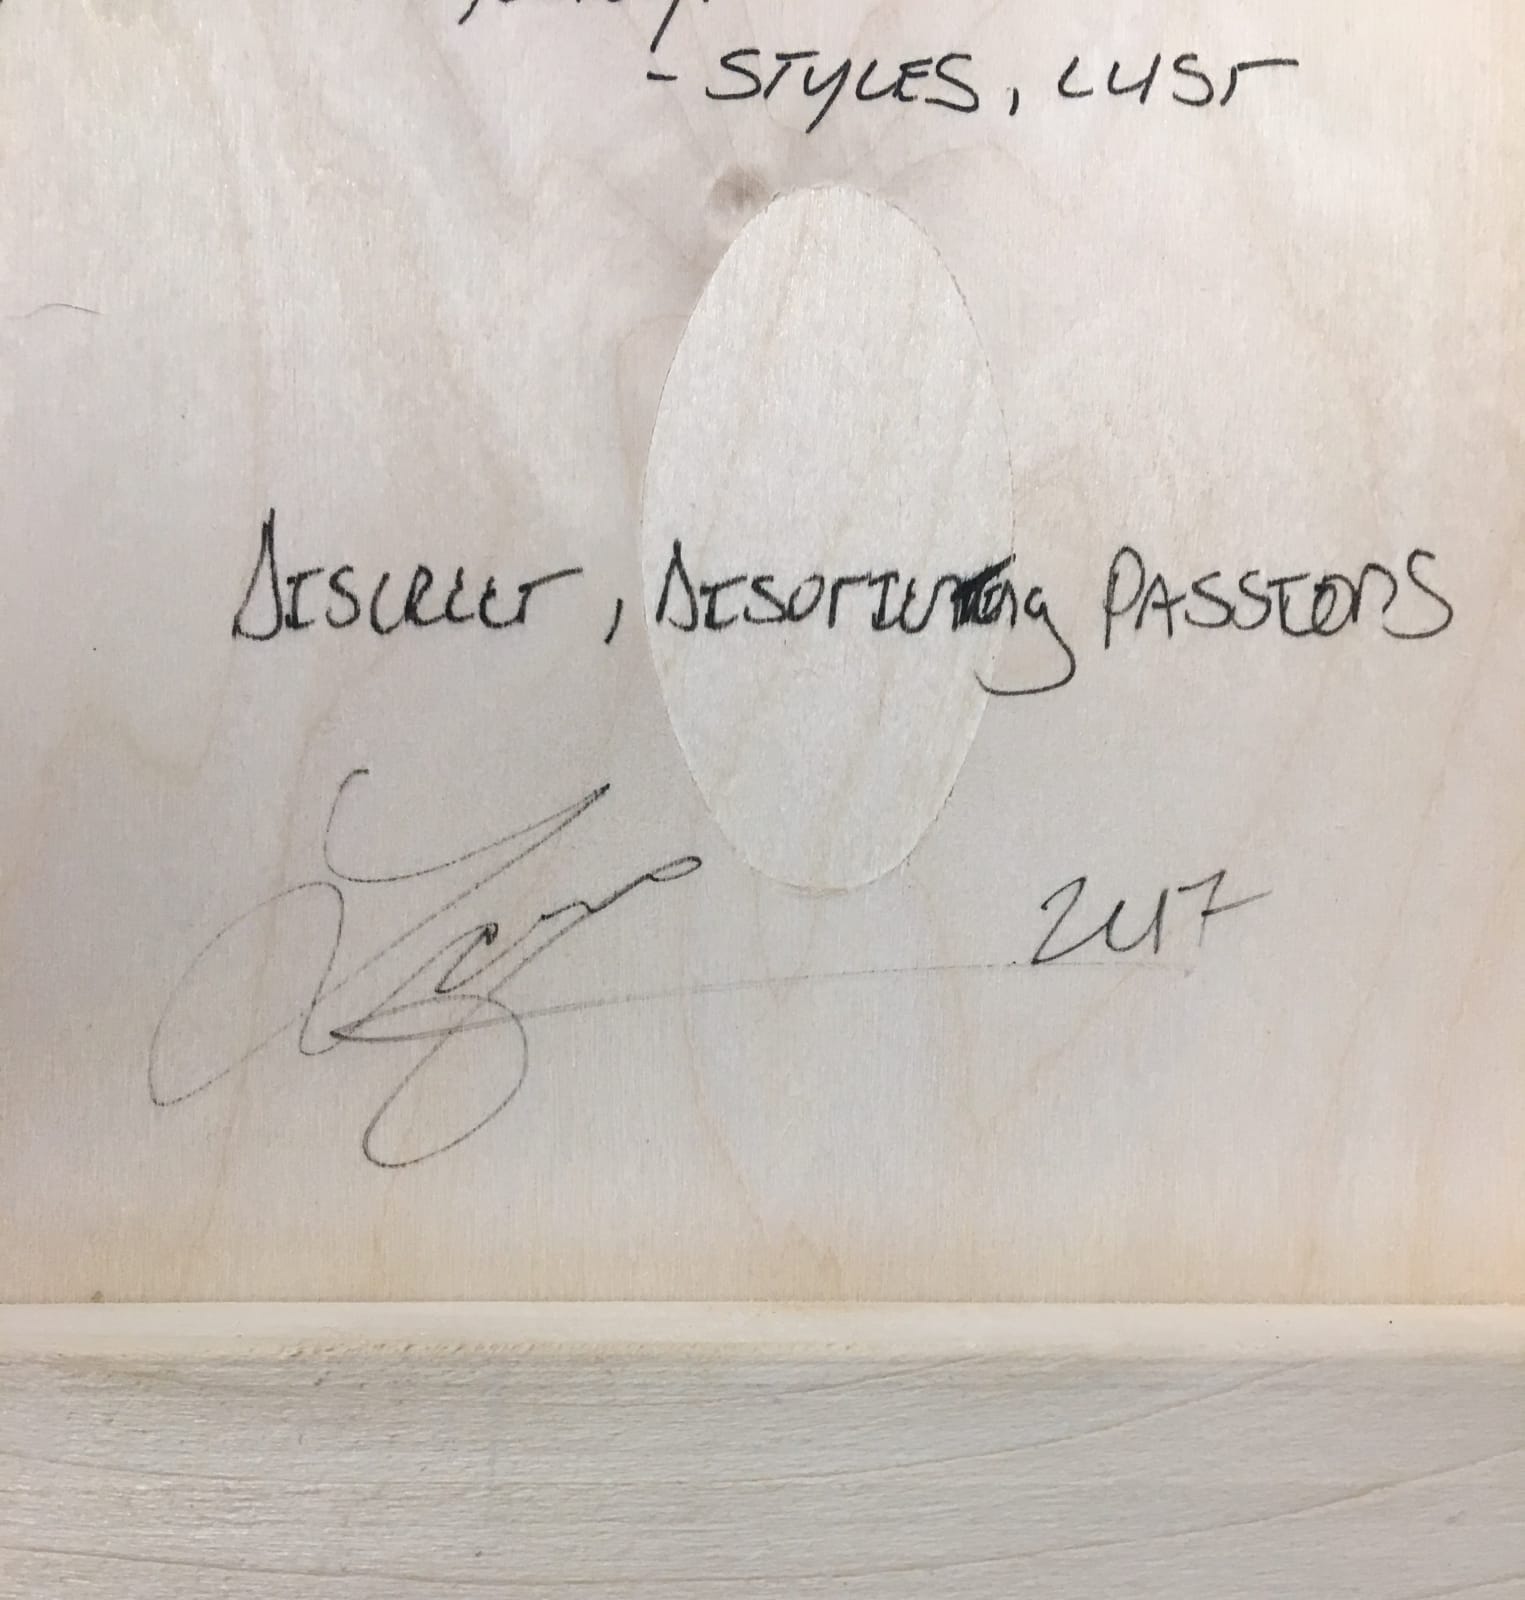 - STYLES, LUST
DISCREET, DISORIENTINg PASSIONS
2017